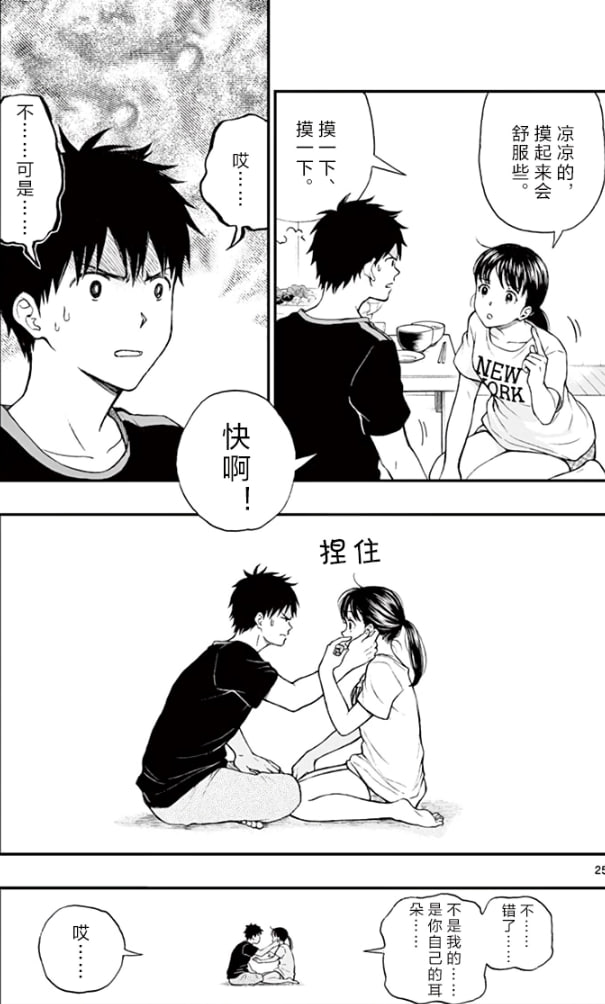 凉凉的，
摸起来会
舒服些。
摸一下、
摸一下。
NEW
YORK
哎……
不……可是……
快啊！
捏住
25
不……
错了……
不是我的……
是你自己的耳
朵……
哎……